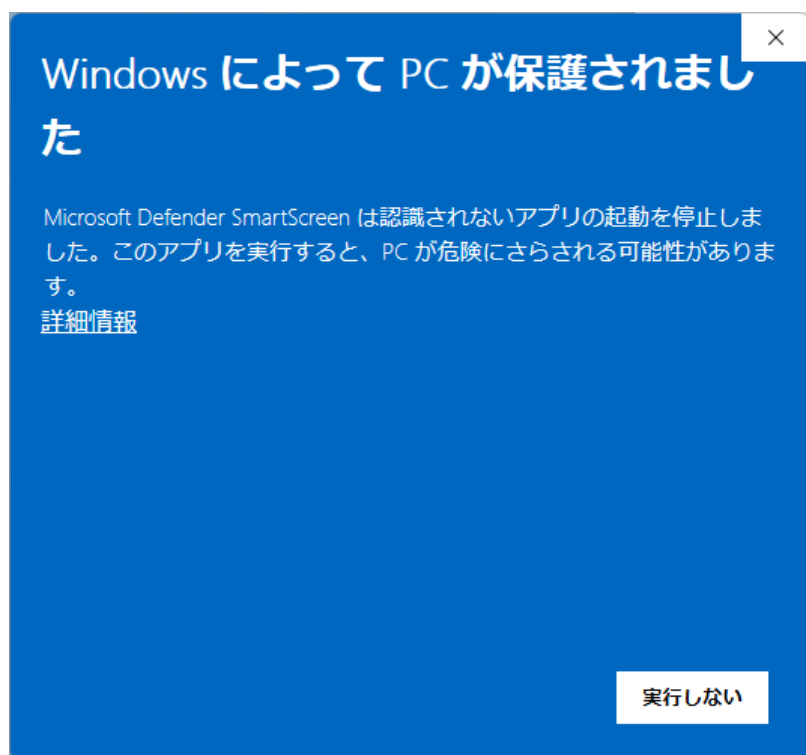 Windows によって PC が保護されまし
た
Microsoft Defender SmartScreen は認識されないアプリの起動を停止しま
した。このアプリを実行すると、PC が危険にさらされる可能性がありま
す。
詳細情報
実行しない